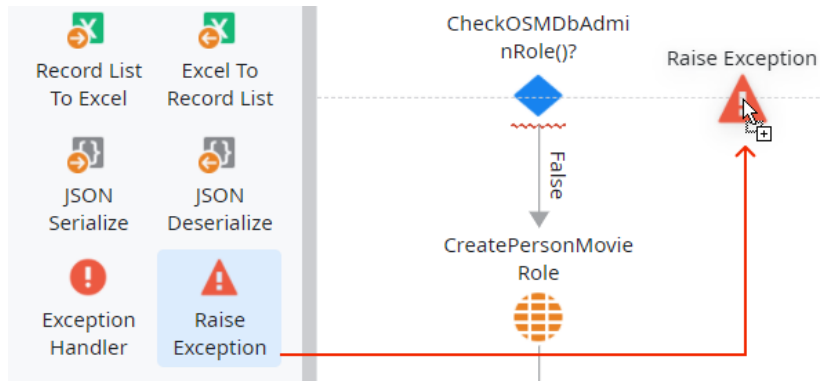 Record List
To Excel
Excel To
Record List
JSON
Serialize
JSON
Deserialize
Exception
Handler
Raise
Exception
CheckOSMDbAdmi
nRole()?
False
CreatePersonMovie
Role
Raise Exception